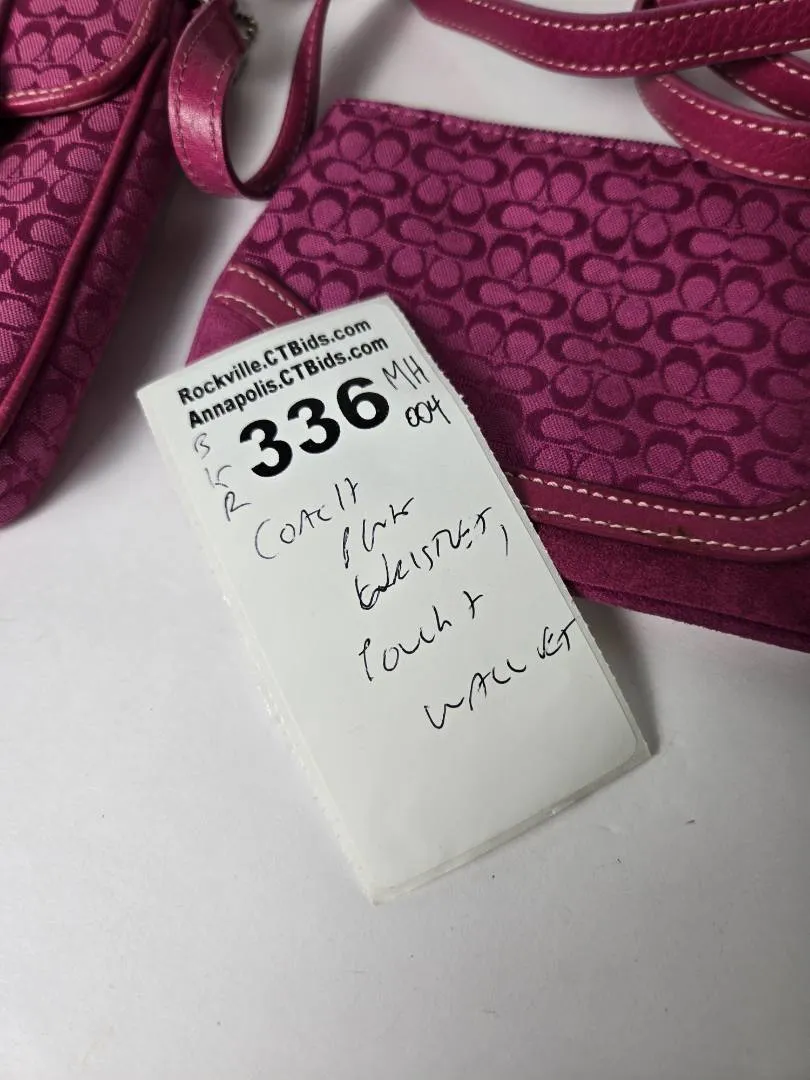 Rockville.CTBids.com
Annapolis.CTBids.com
336
MH
004
COACH
PINK
WRISTLET,
POUCH +
WALLET